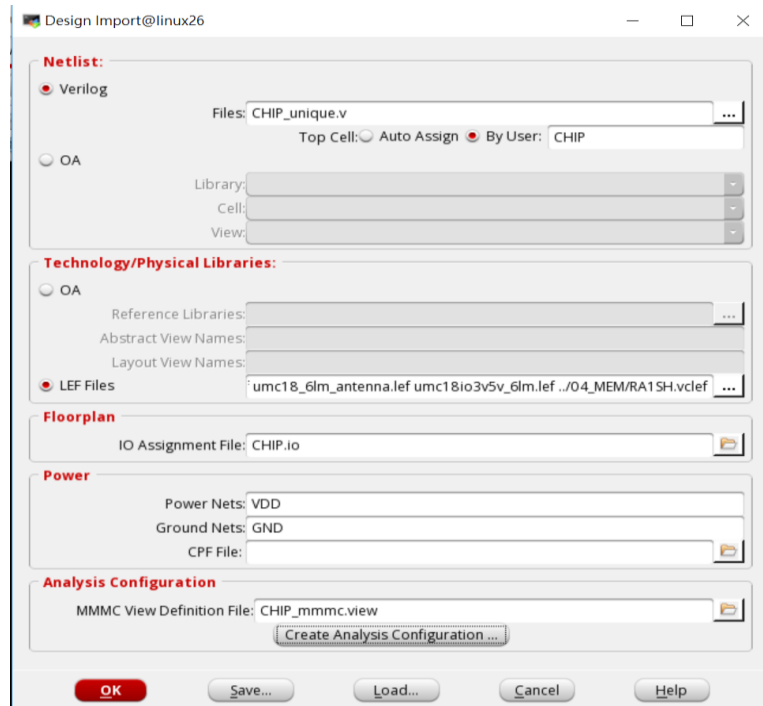 Design Import@linux26
Netlist:
Verilog
Files: CHIP_unique.v ...
Top Cell: Auto Assign By User: CHIP
OA
Library:
Cell:
View:
Technology/Physical Libraries:
OA
Reference Libraries: ...
Abstract View Names:
Layout View Names:
LEF Files umc18_6lm_antenna.lef umc18io3v5v_6lm.lef ../04_MEM/RA1SH.vclef ...
Floorplan
IO Assignment File: CHIP.io
Power
Power Nets: VDD
Ground Nets: GND
CPF File:
Analysis Configuration
MMMC View Definition File: CHIP_mmmc.view
Create Analysis Configuration ...
OK Save... Load... Cancel Help